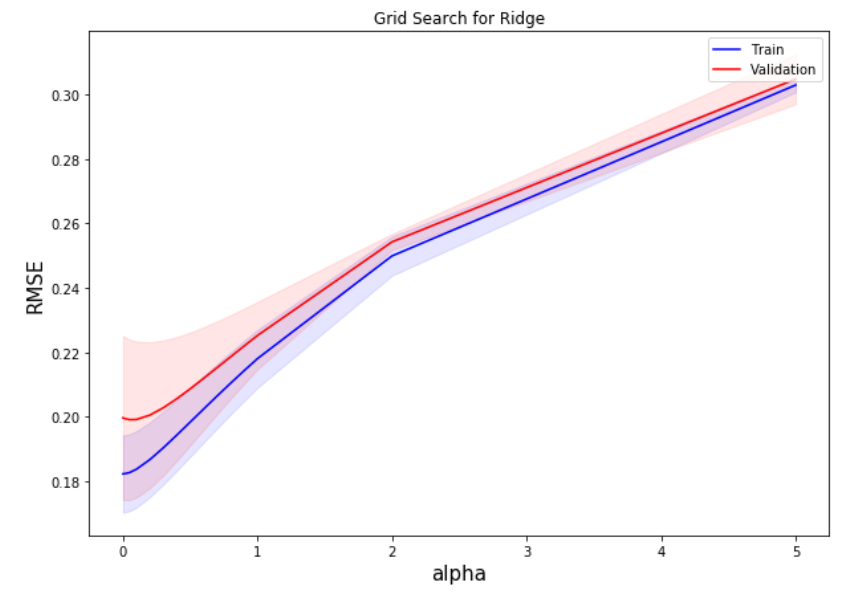 Grid Search for Ridge
Train
Validation
RMSE
0.30
0.28
0.26
0.24
0.22
0.20
0.18
0 1 2 3 4 5
alpha